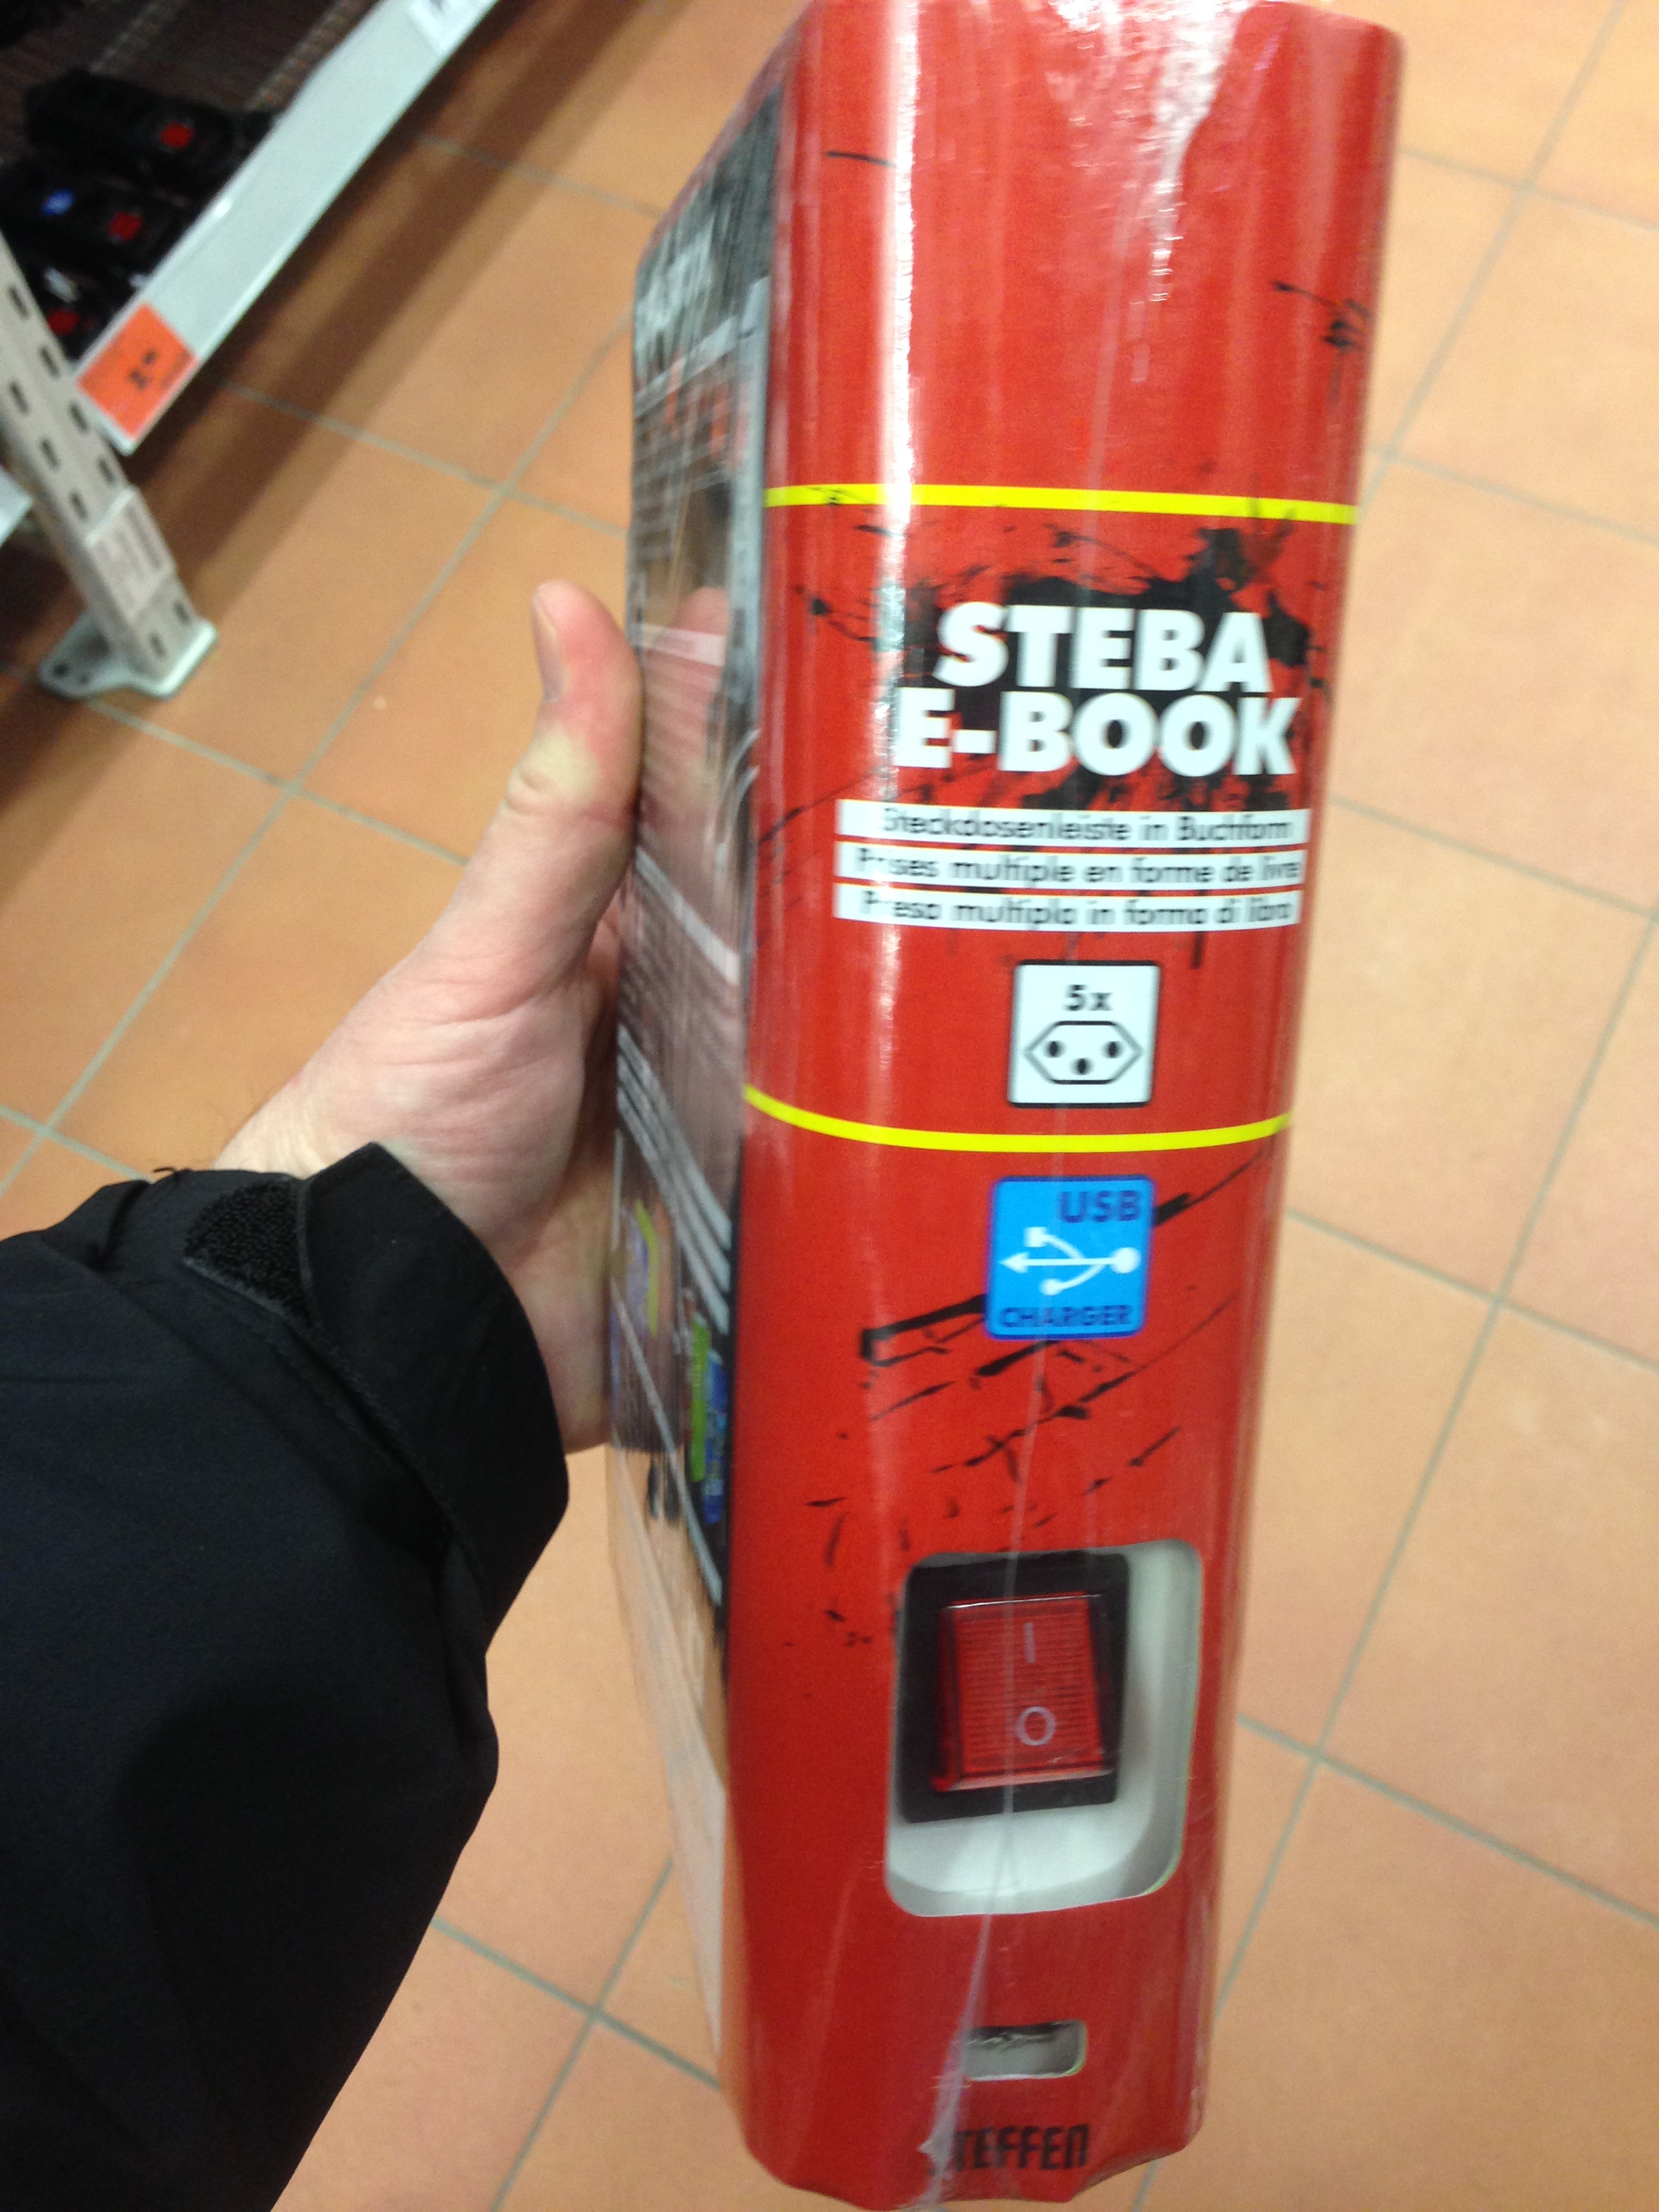 STEBA
E-BOOK
Steckdosenleiste in Buchform
Prises multiple en forme de livre
Presa multipla in forma di libro
5x
USB
CHARGER
I
O
STEFFEN